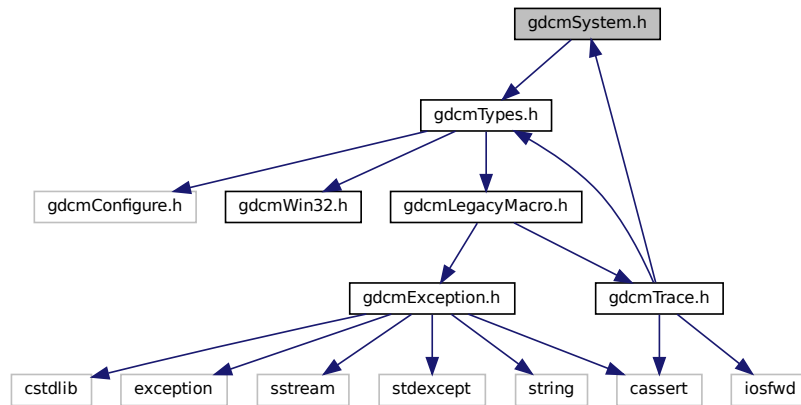 gdcmSystem.h
gdcmTypes.h
gdcmConfigure.h
gdcmWin32.h
gdcmLegacyMacro.h
gdcmException.h
gdcmTrace.h
cstdlib
exception
sstream
stdexcept
string
cassert
iosfwd